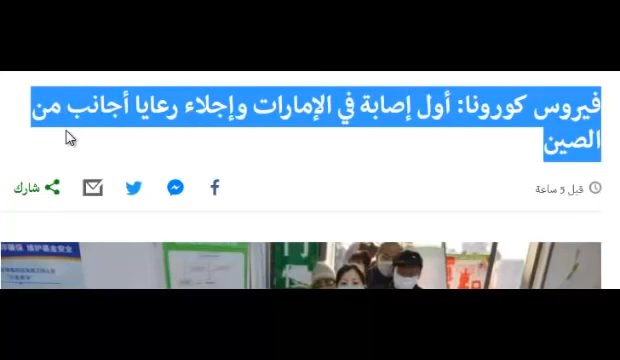 فيروس كورونا: أول إصابة في الإمارات وإجلاء رعايا أجانب من
الصين
قبل 5 ساعة
شارك